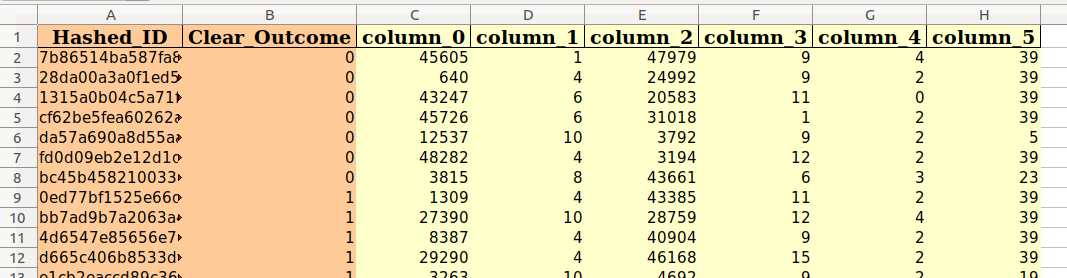 A B C D E F G H
1 Hashed_ID Clear_Outcome column_0 column_1 column_2 column_3 column_4 column_5
2 7b86514ba587fa8 0 45605 1 47979 9 4 39
3 28da00a3a0f1ed5 0 640 4 24992 9 2 39
4 1315a0b04c5a71 0 43247 6 20583 11 0 39
5 cf62be5fea60262 0 45726 6 31018 1 2 39
6 da57a690a8d55a 0 12537 10 3792 9 2 5
7 fd0d09eb2e12d1 0 48282 4 3194 12 2 39
8 bc45b458210033 0 3815 8 43661 6 3 23
9 0ed77bf1525e66 1 1309 4 43385 11 2 39
10 bb7ad9b7a2063a 1 27390 10 28759 12 4 39
11 4d6547e85656e7 1 8387 4 40904 9 2 39
12 d665c406b8533d 1 29290 4 46168 15 2 39
13 e1cb2eaccd89c36 1 3263 10 4692 9 2 19